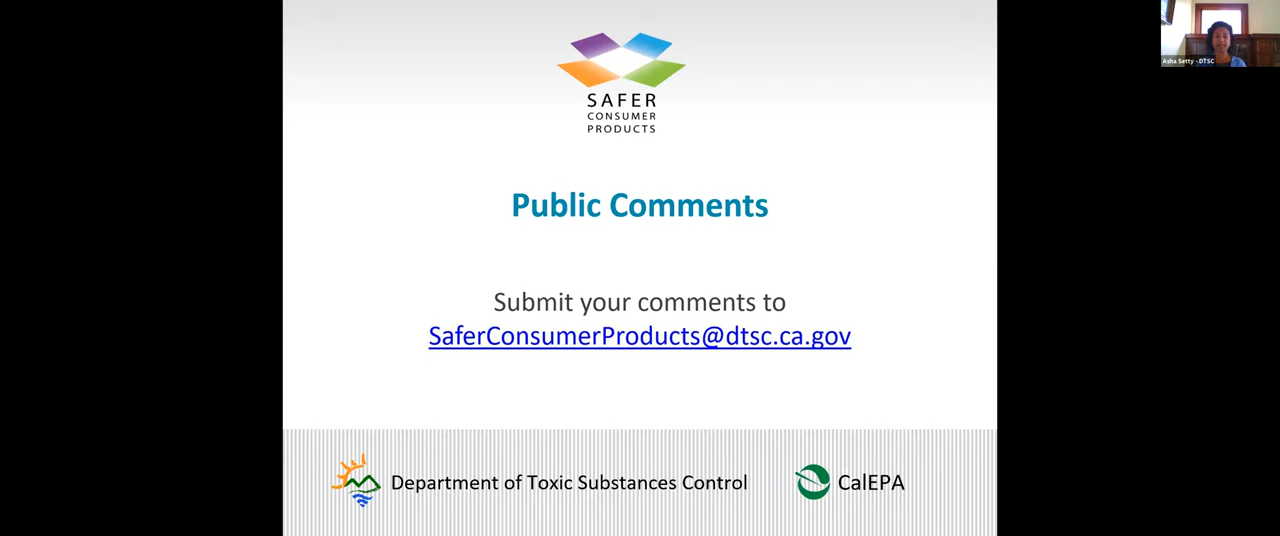 Asha Setty - DTSC
SAFER
CONSUMER
PRODUCTS
Public Comments
Submit your comments to
SaferConsumerProducts@dtsc.ca.gov
Department of Toxic Substances Control
CalEPA